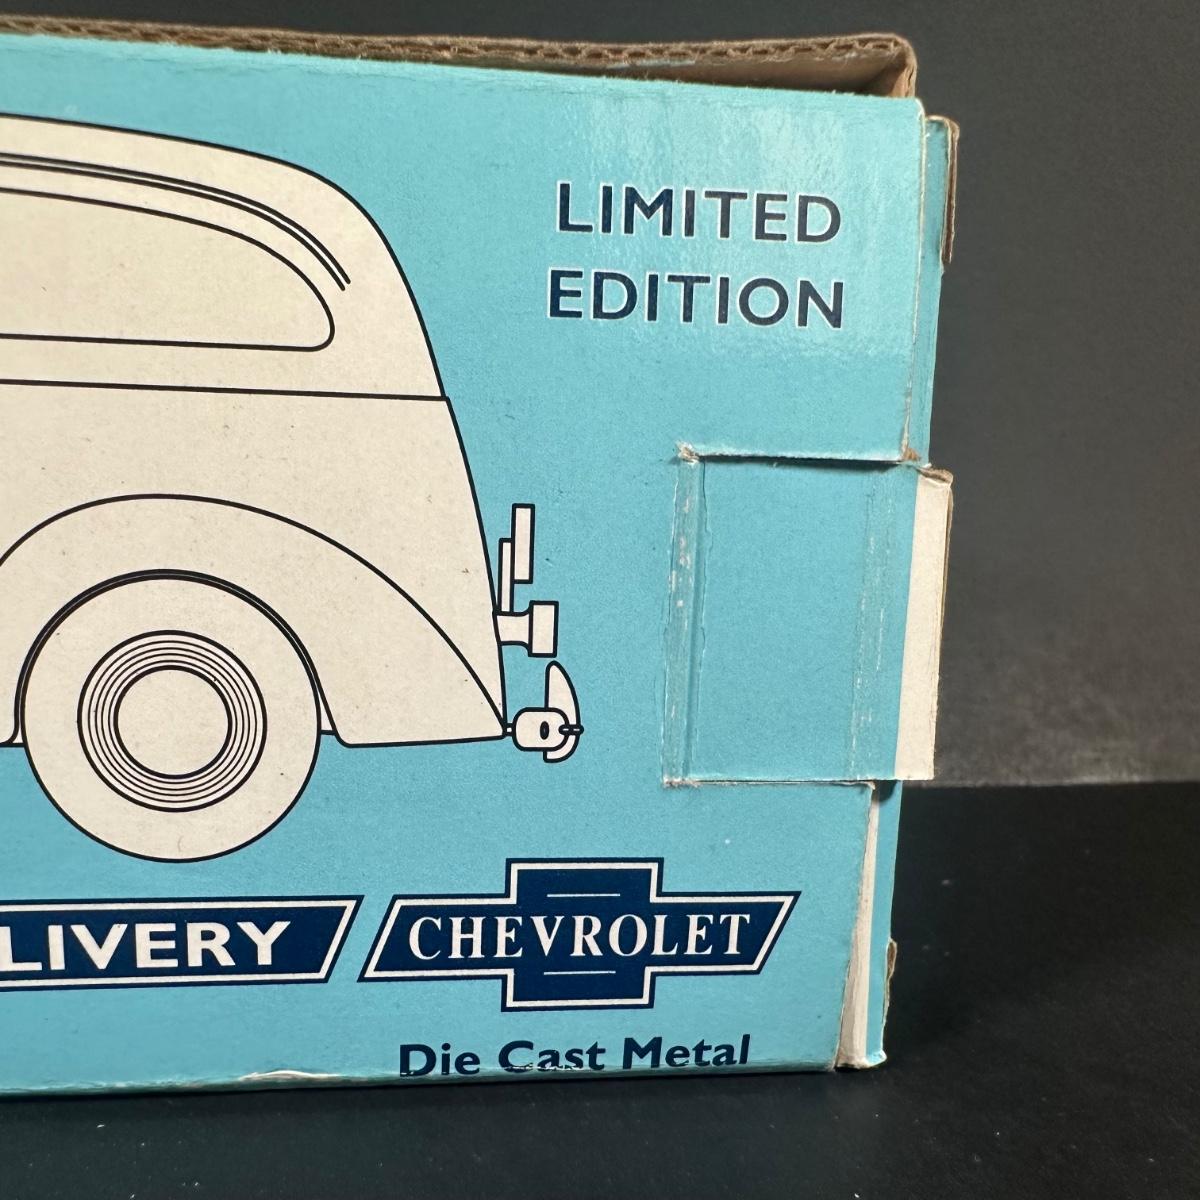 LIMITED
EDITION
LIVERY
CHEVROLET
Die Cast Metal